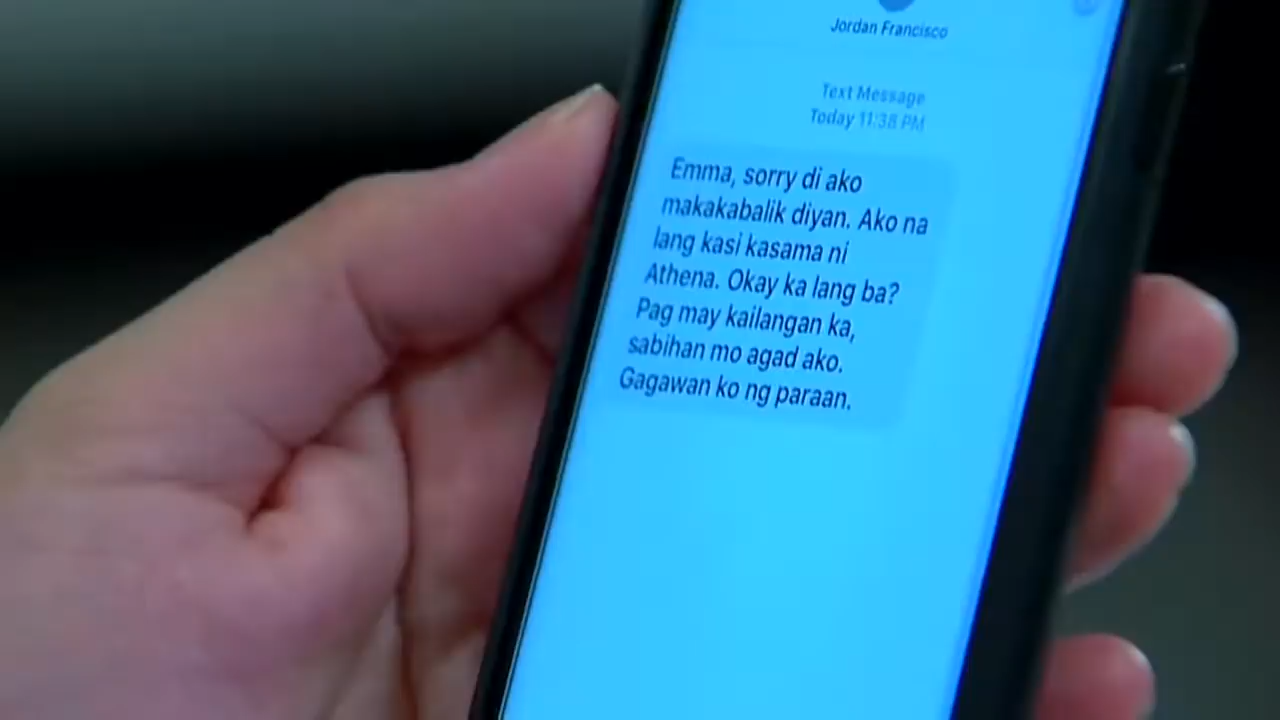 Jordan Francisco
Text Message
Today 11:38 PM
Emma, sorry di ako
makakabalik diyan. Ako na
lang kasi kasama ni
Athena. Okay ka lang ba?
Pag may kailangan ka,
sabihan mo agad ako.
Gagawan ko ng paraan.